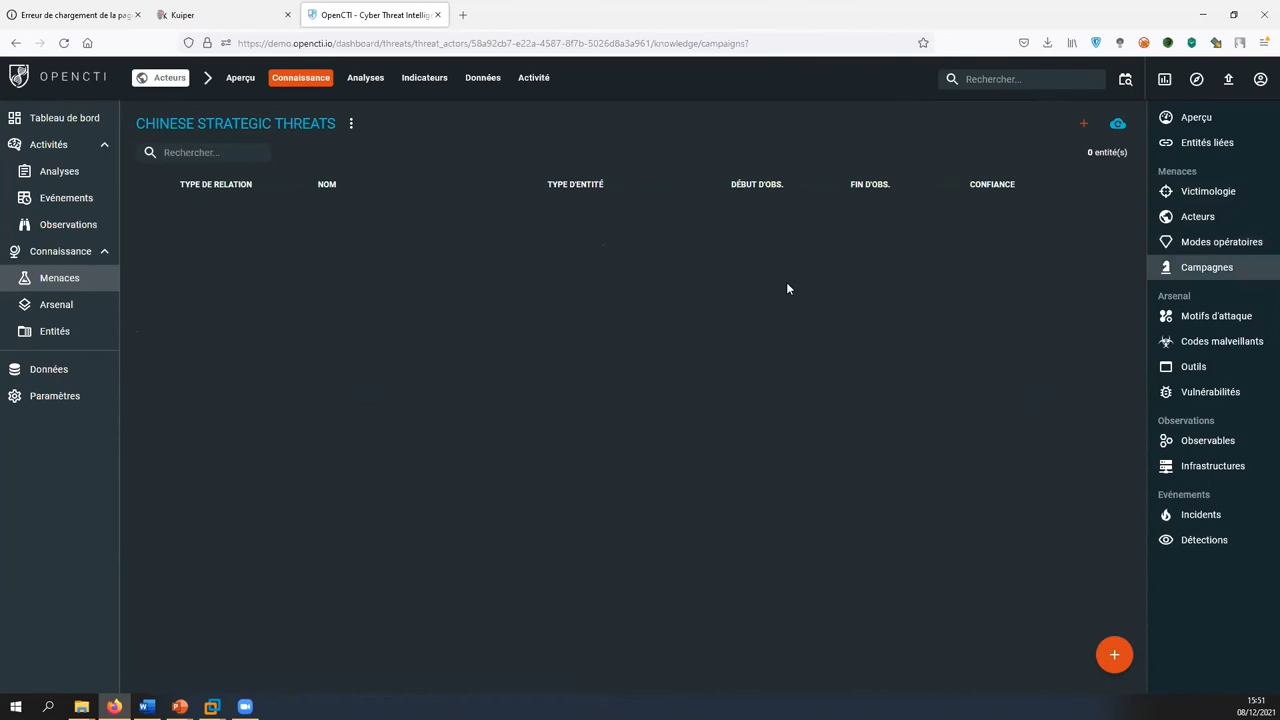 Erreur de chargement de la pag
Kuiper
OpenCTI - Cyber Threat Intellig
https://demo.opencti.io/dashboard/threats/threat_actors/58a92cb7-e22a-4587-8f7b-5026d8a3a961/knowledge/campaigns?
OPENCTI
Acteurs
Aperçu
Connaissance
Analyses
Indicateurs
Données
Activité
Rechercher...
Tableau de bord
Activités
Analyses
Evénements
Observations
Connaissance
Menaces
Arsenal
Entités
Données
Paramètres
CHINESE STRATEGIC THREATS
Rechercher...
0 entité(s)
TYPE DE RELATION NOM TYPE D'ENTITÉ DÉBUT D'OBS. FIN D'OBS. CONFIANCE
Aperçu
Entités liées
Menaces
Victimologie
Acteurs
Modes opératoires
Campagnes
Arsenal
Motifs d'attaque
Codes malveillants
Outils
Vulnérabilités
Observations
Observables
Infrastructures
Evénements
Incidents
Détections
15:51
08/12/2021